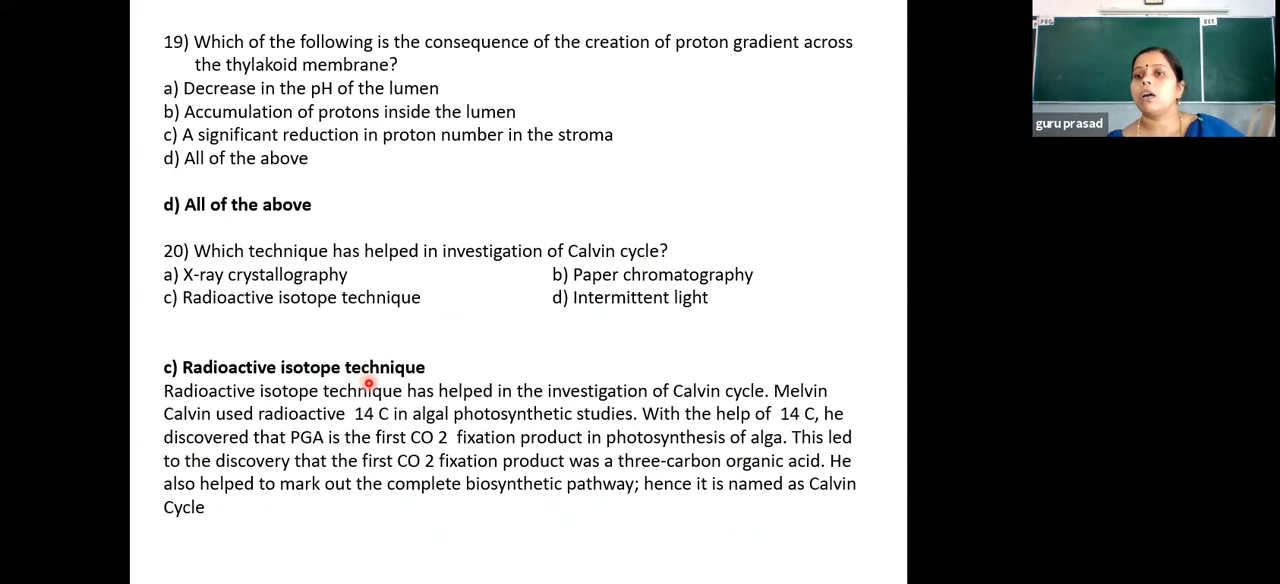 19) Which of the following is the consequence of the creation of proton gradient across
the thylakoid membrane?
a) Decrease in the pH of the lumen
b) Accumulation of protons inside the lumen
c) A significant reduction in proton number in the stroma
d) All of the above
d) All of the above
20) Which technique has helped in investigation of Calvin cycle?
a) X-ray crystallography b) Paper chromatography
c) Radioactive isotope technique d) Intermittent light
c) Radioactive isotope technique
Radioactive isotope technique has helped in the investigation of Calvin cycle. Melvin
Calvin used radioactive 14 C in algal photosynthetic studies. With the help of 14 C, he
discovered that PGA is the first CO 2 fixation product in photosynthesis of alga. This led
to the discovery that the first CO 2 fixation product was a three-carbon organic acid. He
also helped to mark out the complete biosynthetic pathway; hence it is named as Calvin
Cycle
guru prasad